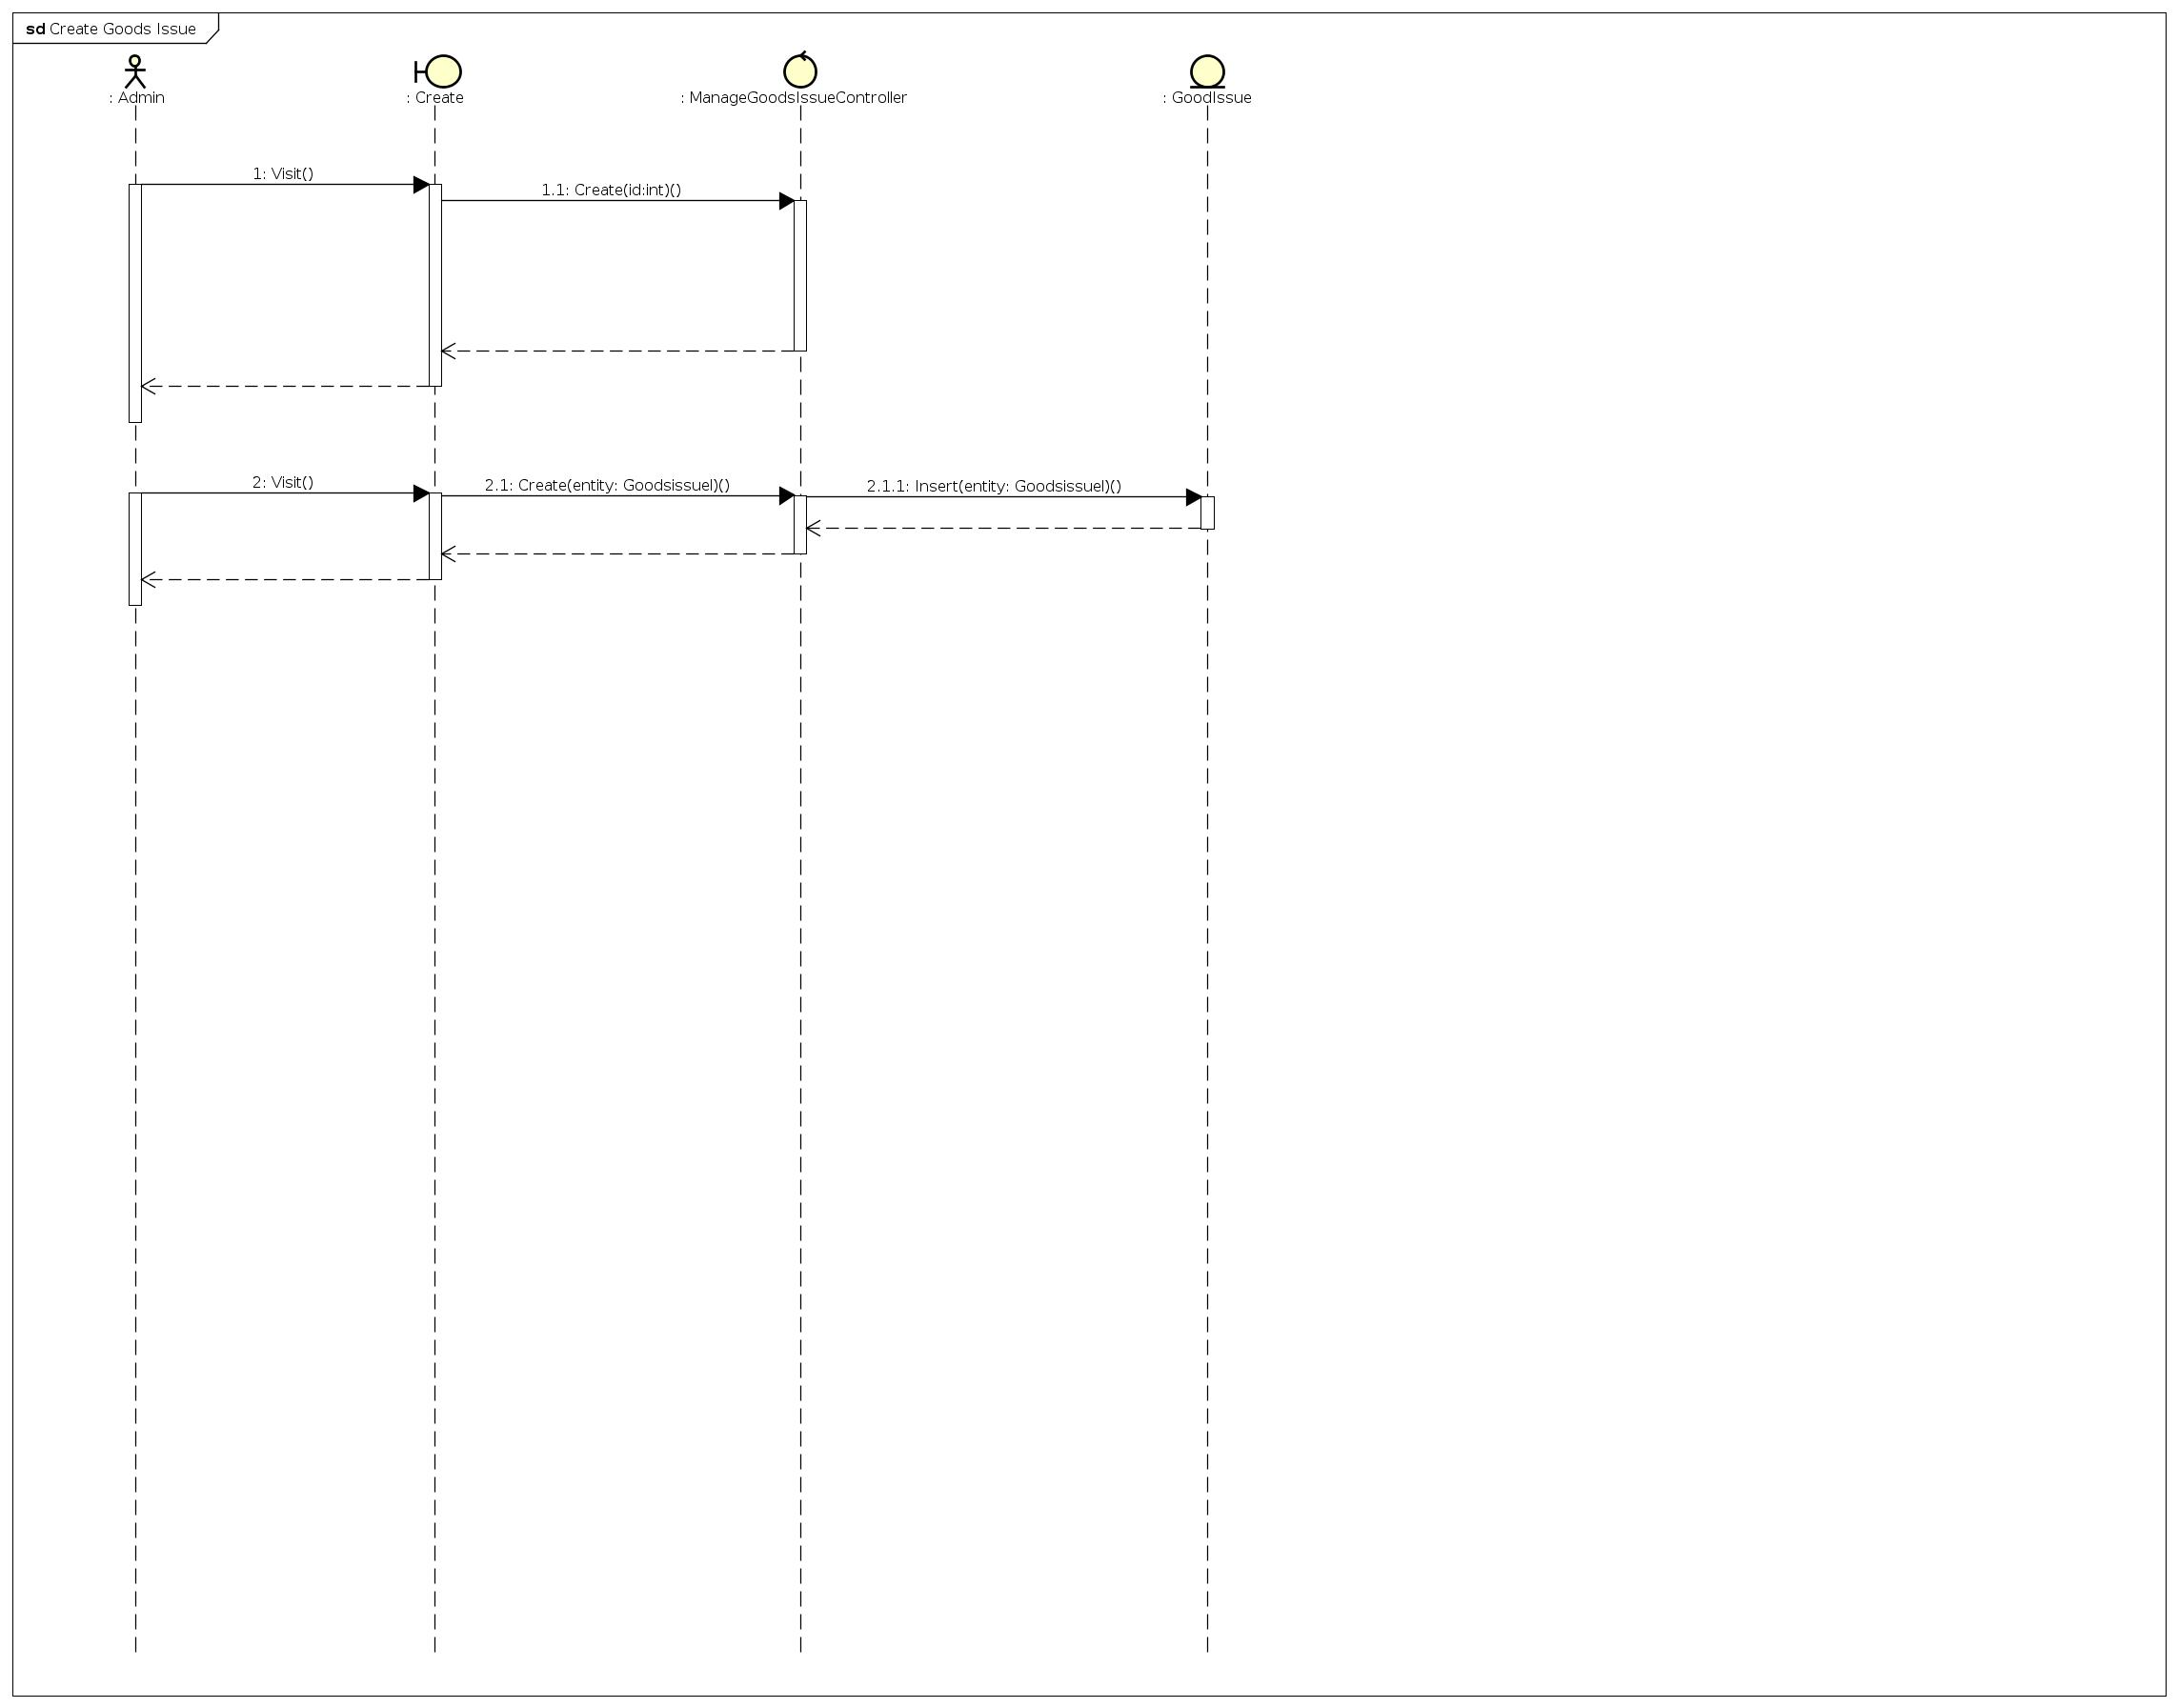 sd Create Goods Issue
: Admin
: Create
: ManageGoodsIssueController
: GoodIssue
1: Visit()
1.1: Create(id:int)()
2: Visit()
2.1: Create(entity: Goodsissuel)()
2.1.1: Insert(entity: Goodsissuel)()